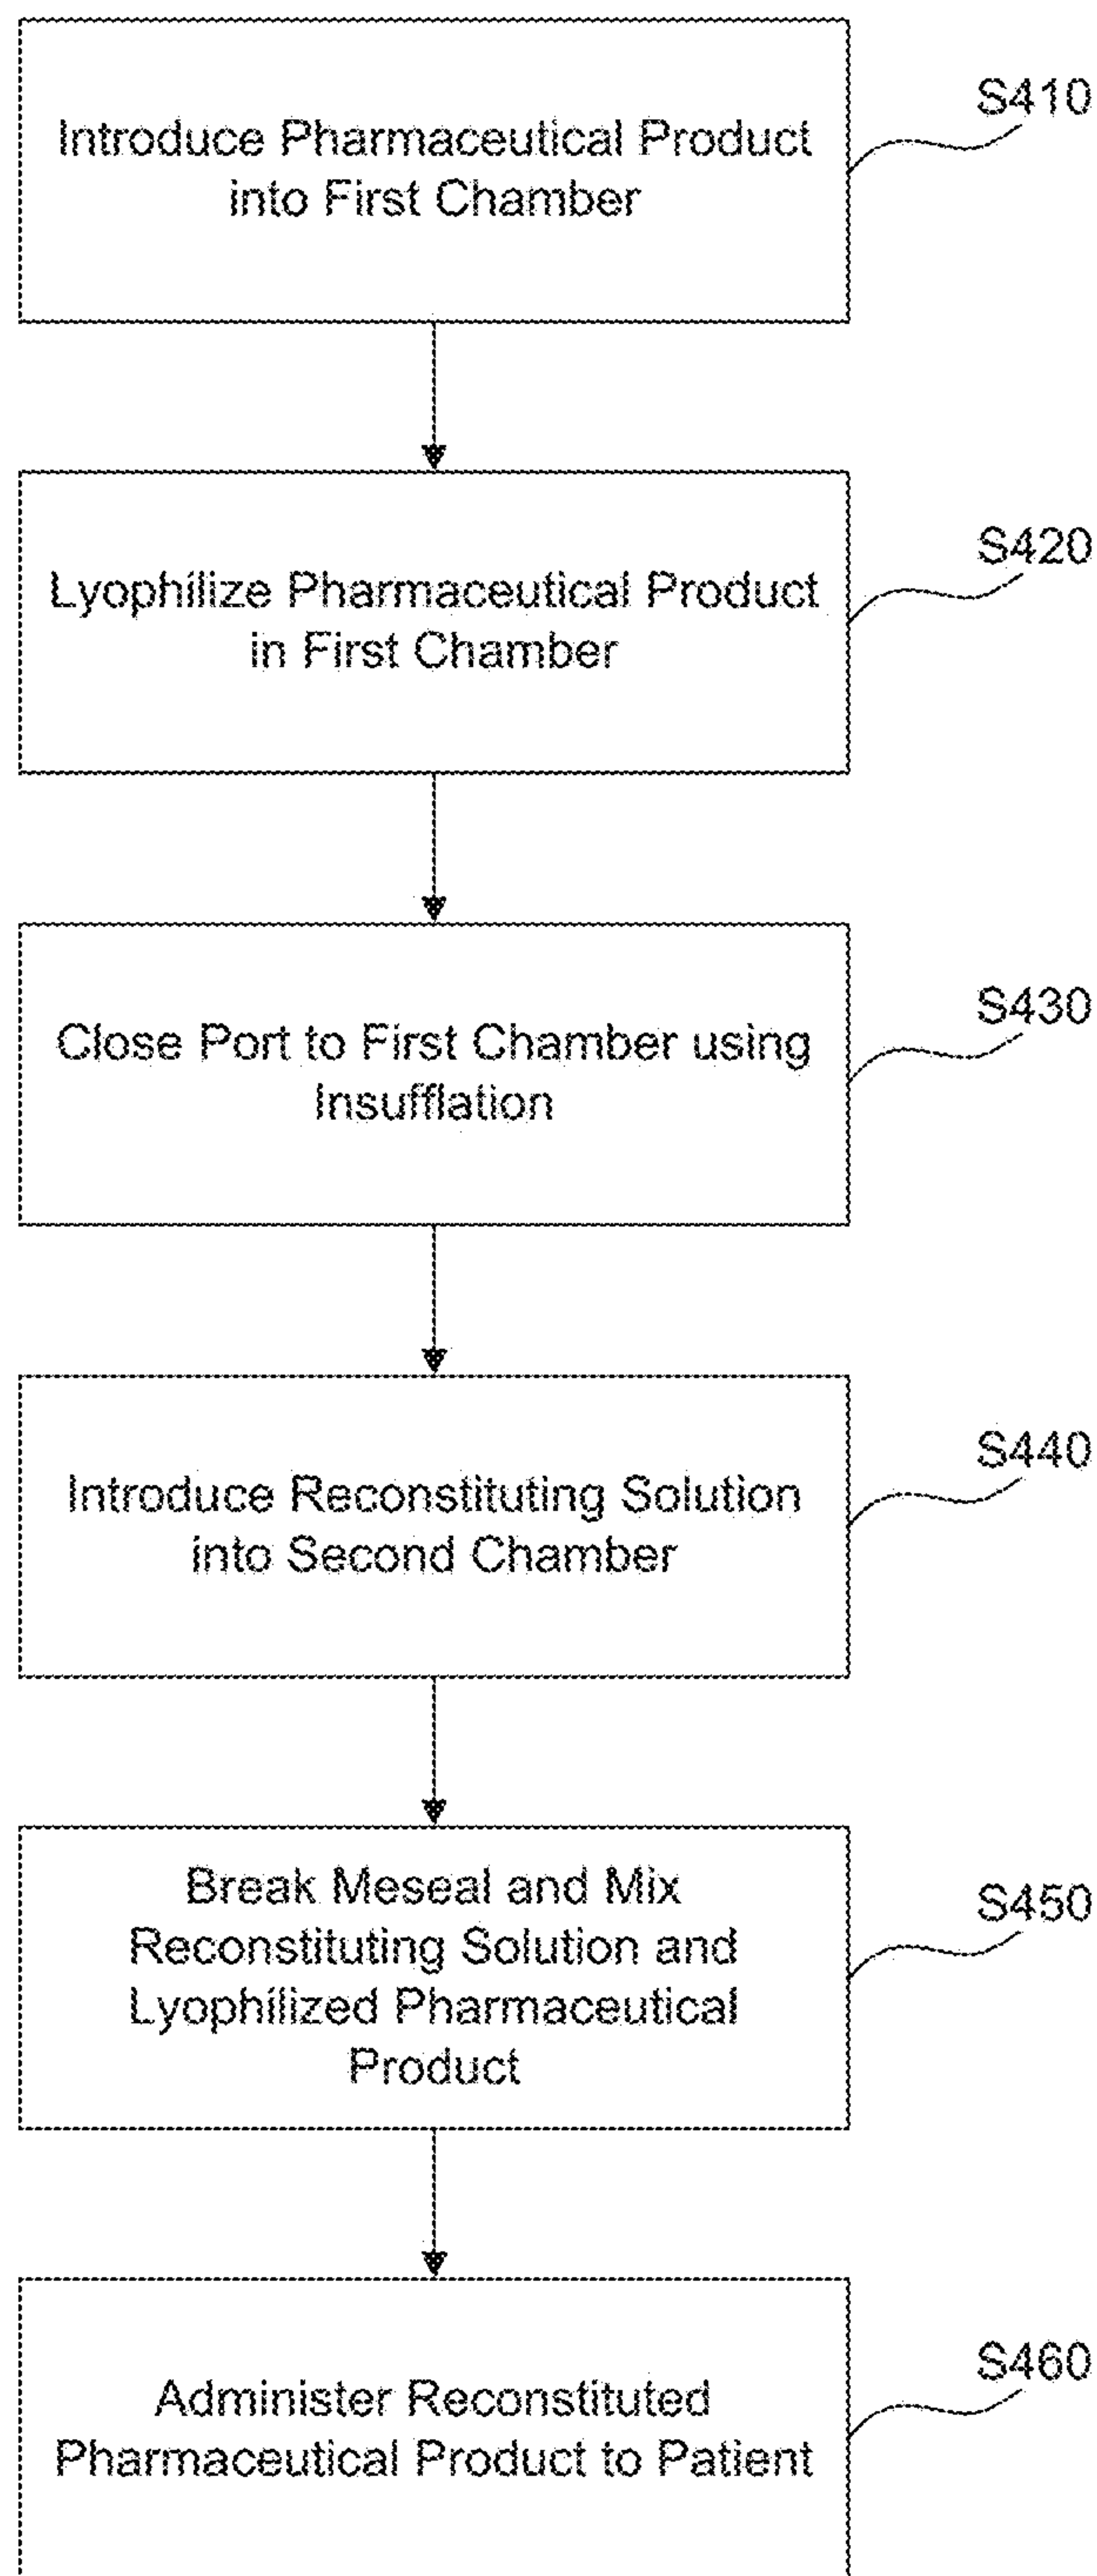 Introduce Pharmaceutical Product
into First Chamber
S410
Lyophilize Pharmaceutical Product
in First Chamber
S420
Close Port to First Chamber using
Insufflation
S430
Introduce Reconstituting Solution
into Second Chamber
S440
Break Meseal and Mix
Reconstituting Solution and
Lyophilized Pharmaceutical
Product
S450
Administer Reconstituted
Pharmaceutical Product to Patient
S460